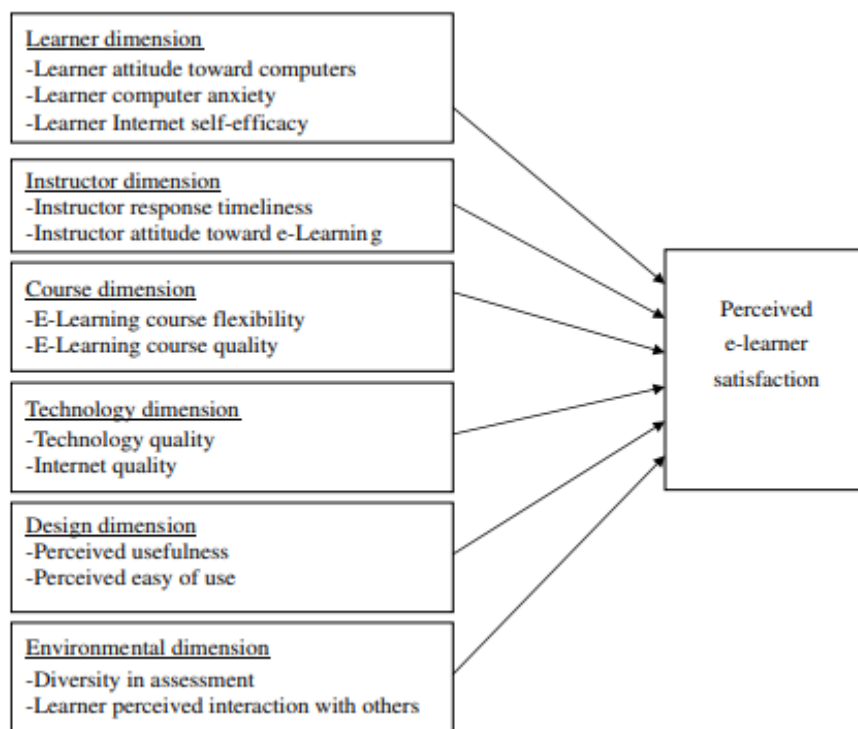 Learner dimension
-Learner attitude toward computers
-Learner computer anxiety
-Learner Internet self-efficacy
Instructor dimension
-Instructor response timeliness
-Instructor attitude toward e-Learning
Course dimension
-E-Learning course flexibility
-E-Learning course quality
Technology dimension
-Technology quality
-Internet quality
Design dimension
-Perceived usefulness
-Perceived easy of use
Environmental dimension
-Diversity in assessment
-Learner perceived interaction with others
Perceived
e-learner
satisfaction